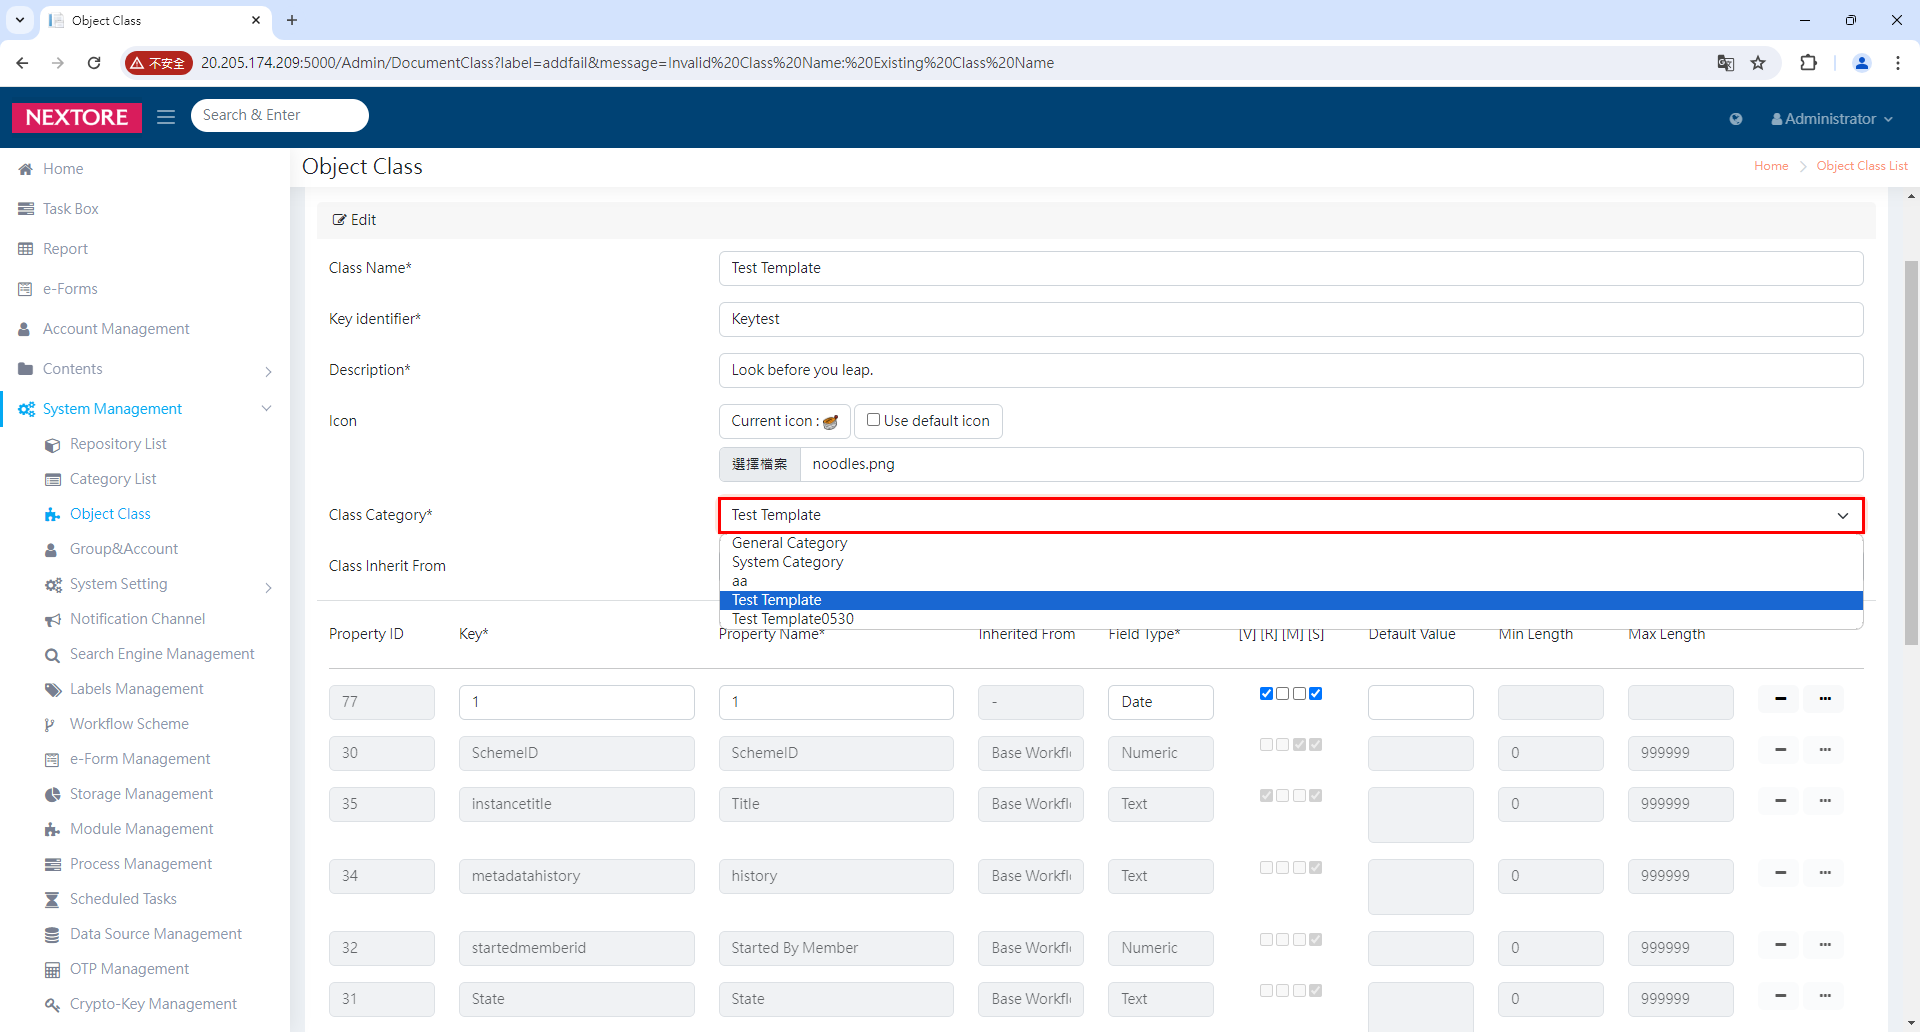 Object Class
不安全
20.205.174.209:5000/Admin/DocumentClass?label=addfail&message=Invalid%20Class%20Name:%20Existing%20Class%20Name
NEXTORE
Search & Enter
Administrator
Home
Task Box
Report
e-Forms
Account Management
Contents
System Management
Repository List
Category List
Object Class
Group&Account
System Setting
Notification Channel
Search Engine Management
Labels Management
Workflow Scheme
e-Form Management
Storage Management
Module Management
Process Management
Scheduled Tasks
Data Source Management
OTP Management
Crypto-Key Management
Object Class
Home Object Class List
Edit
Class Name* Test Template
Key identifier* Keytest
Description* Look before you leap.
Icon Current icon : Use default icon
選擇檔案 noodles.png
Class Category* Test Template
General Category
System Category
aa
Test Template
Test Template0530
Class Inherit From
Property ID Key* Property Name* Inherited From Field Type* [V] [R] [M] [S] Default Value Min Length Max Length
77 1 1 - Date
30 SchemeID SchemeID Base Workfl Numeric 0 999999
35 instancetitle Title Base Workfl Text 0 999999
34 metadatahistory history Base Workfl Text 0 999999
32 startedmemberid Started By Member Base Workfl Numeric 0 999999
31 State State Base Workfl Text 0 999999